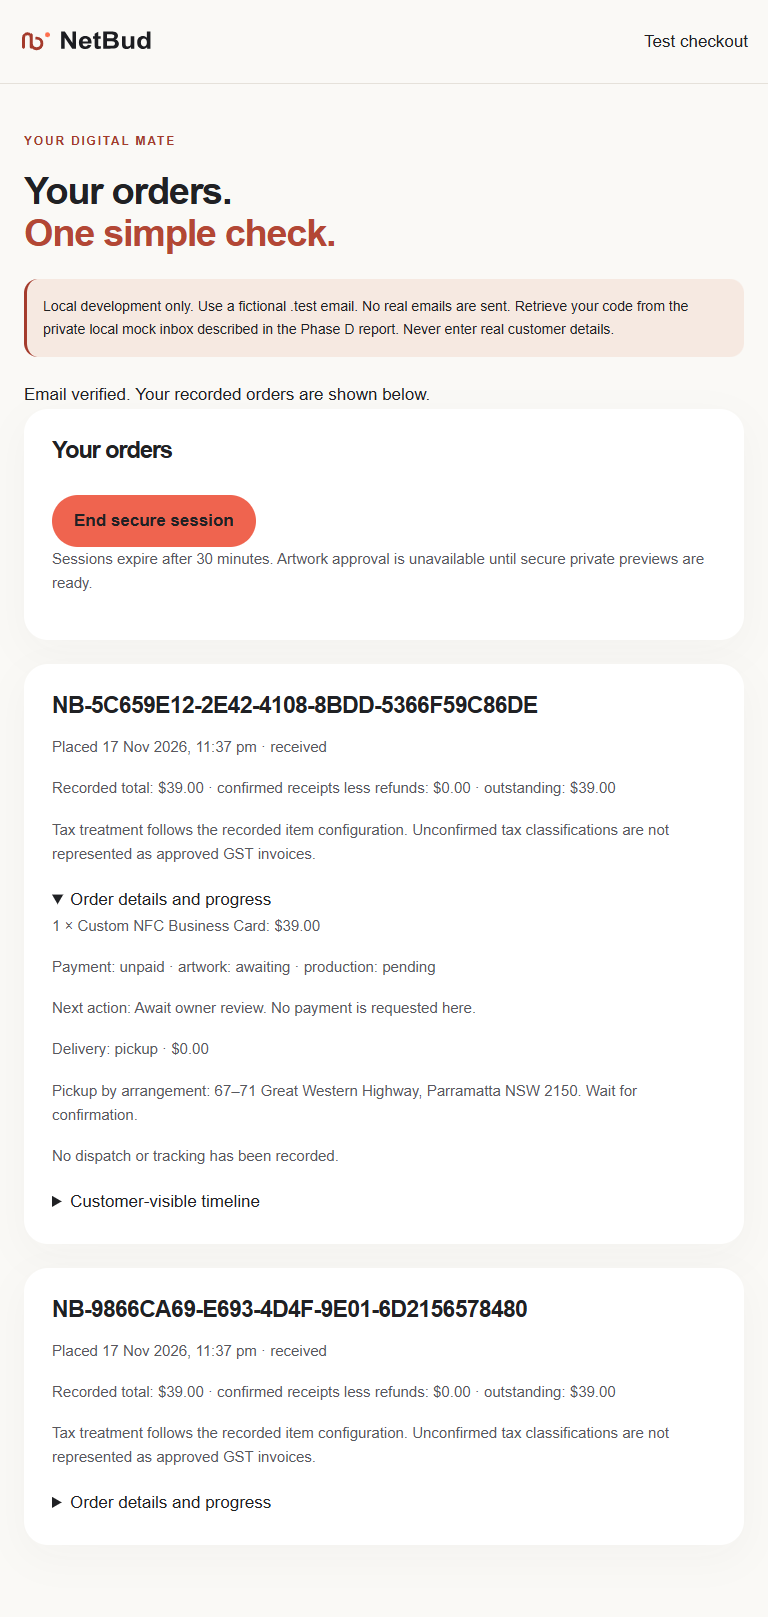 NetBud
Test checkout
YOUR DIGITAL MATE
Your orders.
One simple check.
Local development only. Use a fictional .test email. No real emails are sent. Retrieve your code from the
private local mock inbox described in the Phase D report. Never enter real customer details.
Email verified. Your recorded orders are shown below.
Your orders
End secure session
Sessions expire after 30 minutes. Artwork approval is unavailable until secure private previews are
ready.
NB-5C659E12-2E42-4108-8BDD-5366F59C86DE
Placed 17 Nov 2026, 11:37 pm · received
Recorded total: $39.00 · confirmed receipts less refunds: $0.00 · outstanding: $39.00
Tax treatment follows the recorded item configuration. Unconfirmed tax classifications are not
represented as approved GST invoices.
▼ Order details and progress
1 × Custom NFC Business Card: $39.00
Payment: unpaid · artwork: awaiting · production: pending
Next action: Await owner review. No payment is requested here.
Delivery: pickup · $0.00
Pickup by arrangement: 67–71 Great Western Highway, Parramatta NSW 2150. Wait for
confirmation.
No dispatch or tracking has been recorded.
▶ Customer-visible timeline
NB-9866CA69-E693-4D4F-9E01-6D2156578480
Placed 17 Nov 2026, 11:37 pm · received
Recorded total: $39.00 · confirmed receipts less refunds: $0.00 · outstanding: $39.00
Tax treatment follows the recorded item configuration. Unconfirmed tax classifications are not
represented as approved GST invoices.
▶ Order details and progress